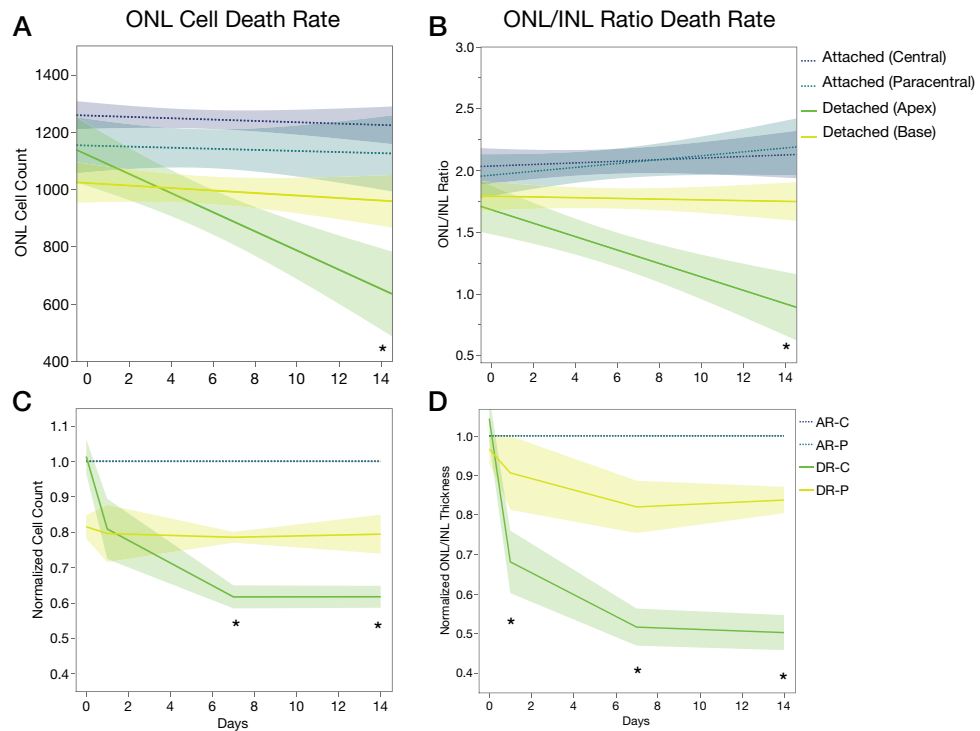 A
ONL Cell Death Rate
ONL Cell Count
1400
1200
1000
800
600
400
*
0 2 4 6 8 10 12 14
B
ONL/INL Ratio Death Rate
ONL/INL Ratio
3.0
2.5
2.0
1.5
1.0
0.5
*
0 2 4 6 8 10 12 14
Attached (Central)
Attached (Paracentral)
Detached (Apex)
Detached (Base)
C
Normalized Cell Count
1.1
1.0
0.9
0.8
0.7
0.6
0.5
0.4
* *
0 2 4 6 8 10 12 14
Days
D
Normalized ONL/INL Thickness
1.0
0.9
0.8
0.7
0.6
0.5
0.4
* * *
0 2 4 6 8 10 12 14
Days
AR-C
AR-P
DR-C
DR-P